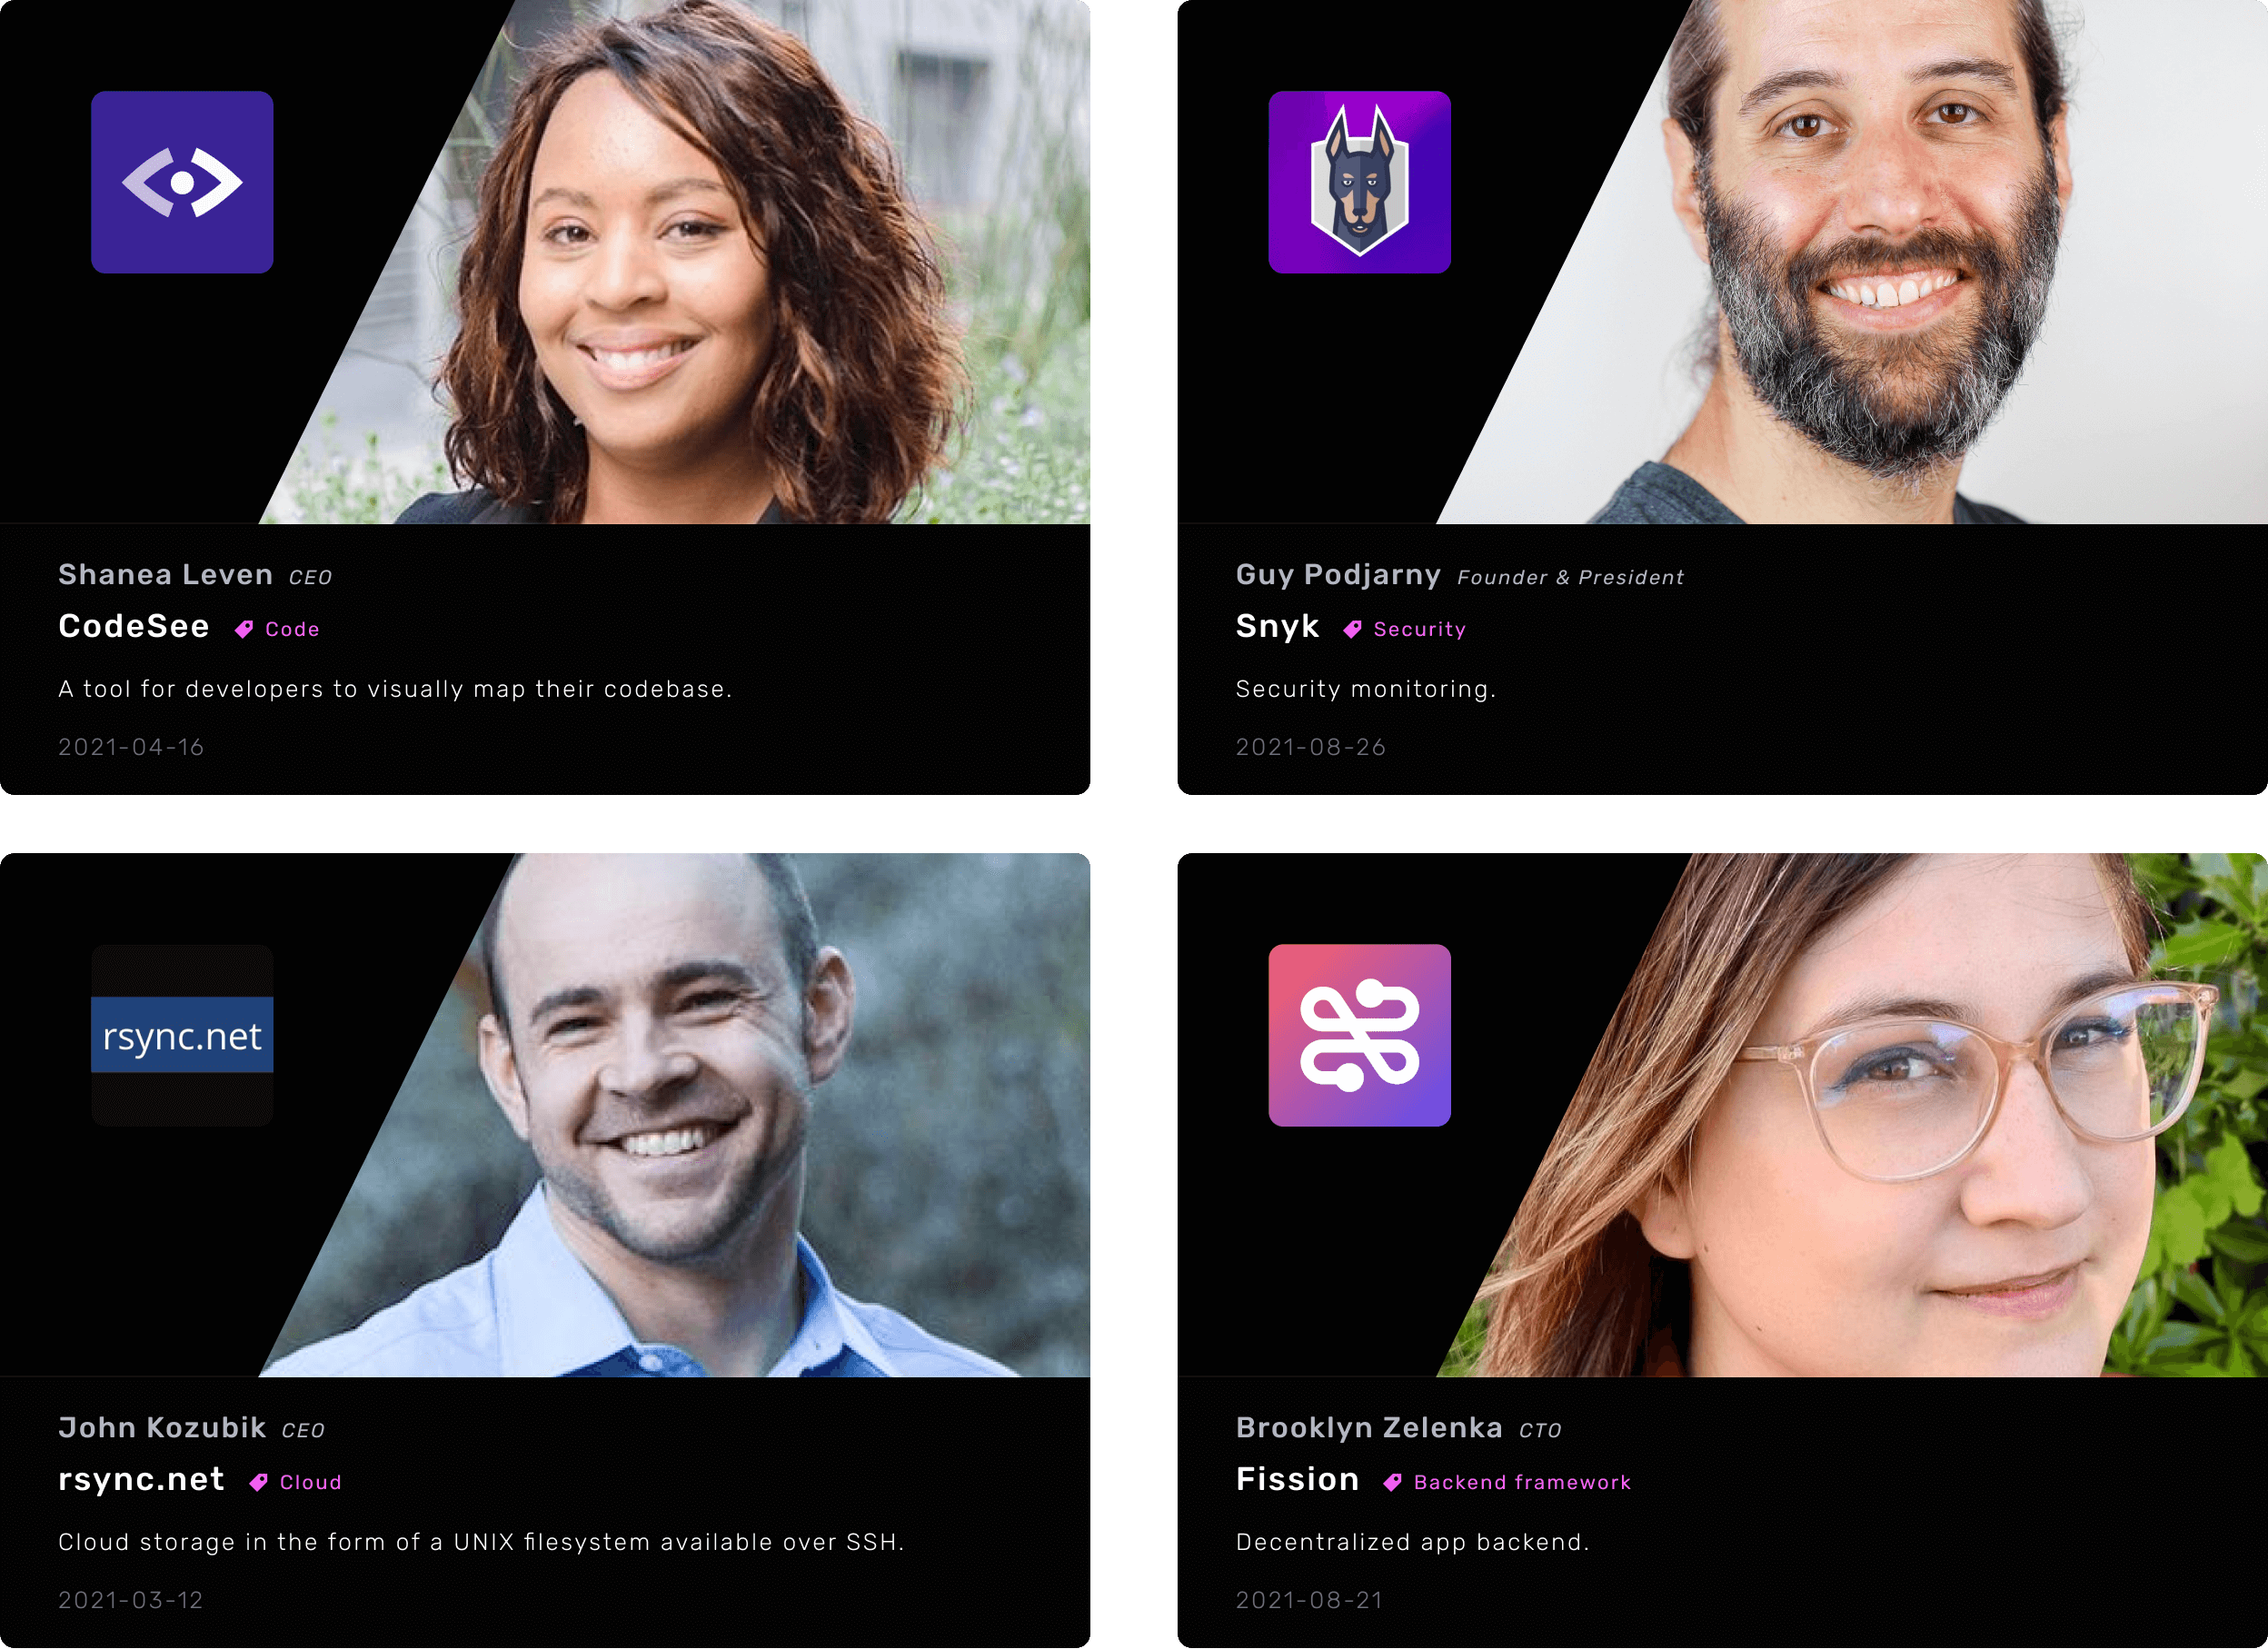 Shanea Leven CEO
CodeSee Code
A tool for developers to visually map their codebase.
2021-04-16
Guy Podjarny Founder & President
Snyk Security
Security monitoring.
2021-08-26
rsync.net
John Kozubik CEO
rsync.net Cloud
Cloud storage in the form of a UNIX filesystem available over SSH.
2021-03-12
Brooklyn Zelenka CTO
Fission Backend framework
Decentralized app backend.
2021-08-21